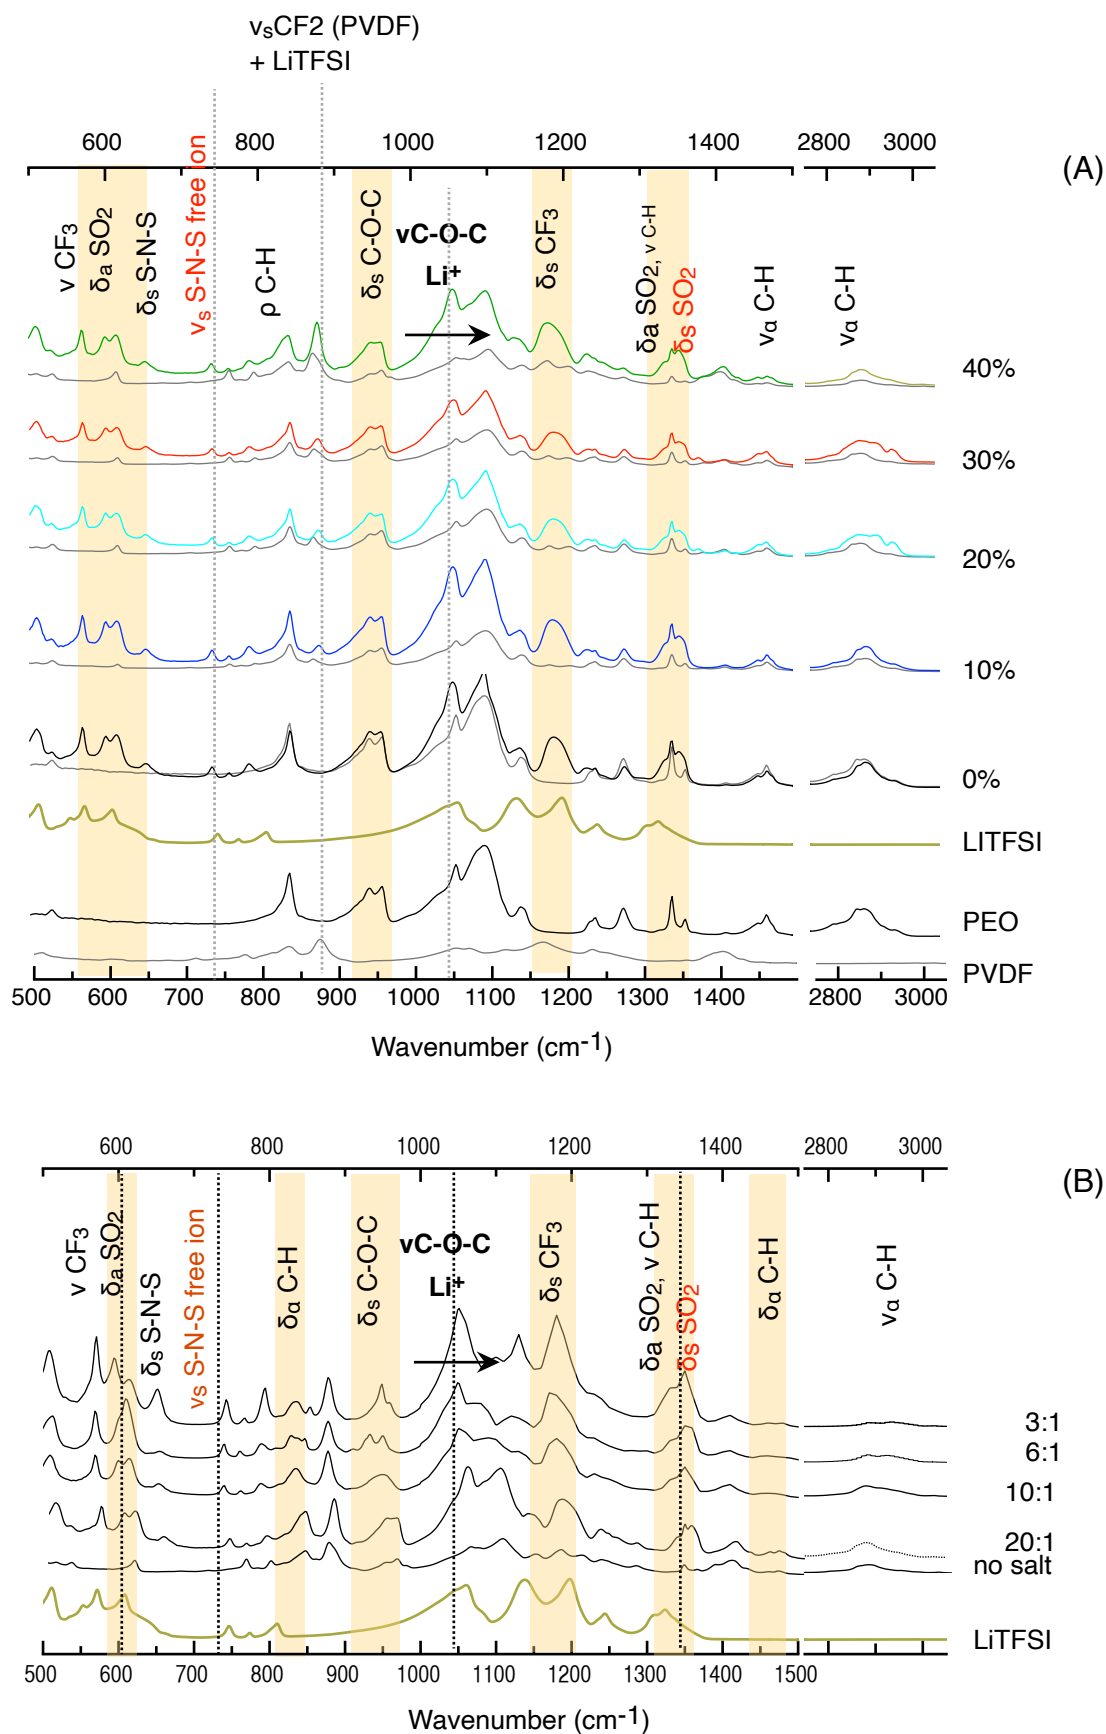 νsCF2 (PVDF)
+ LiTFSI
600 800 1000 1200 1400 2800 3000
(A)
ν CF3
δa SO2
δs S-N-S
νs S-N-S free ion
ρ C-H
δs C-O-C
νC-O-C
Li+
δs CF3
δa SO2, ν C-H
δs SO2
να C-H
να C-H
40%
30%
20%
10%
0%
LITFSI
PEO
PVDF
500 600 700 800 900 1000 1100 1200 1300 1400 2800 3000
Wavenumber (cm-1)
600 800 1000 1200 1400 2800 3000
(B)
ν CF3
δa SO2
δs S-N-S
νs S-N-S free ion
δα C-H
δs C-O-C
νC-O-C
Li+
δs CF3
δa SO2, ν C-H
δs SO2
δα C-H
να C-H
3:1
6:1
10:1
20:1
no salt
LiTFSI
500 600 700 800 900 1000 1100 1200 1300 1400 1500
Wavenumber (cm-1)